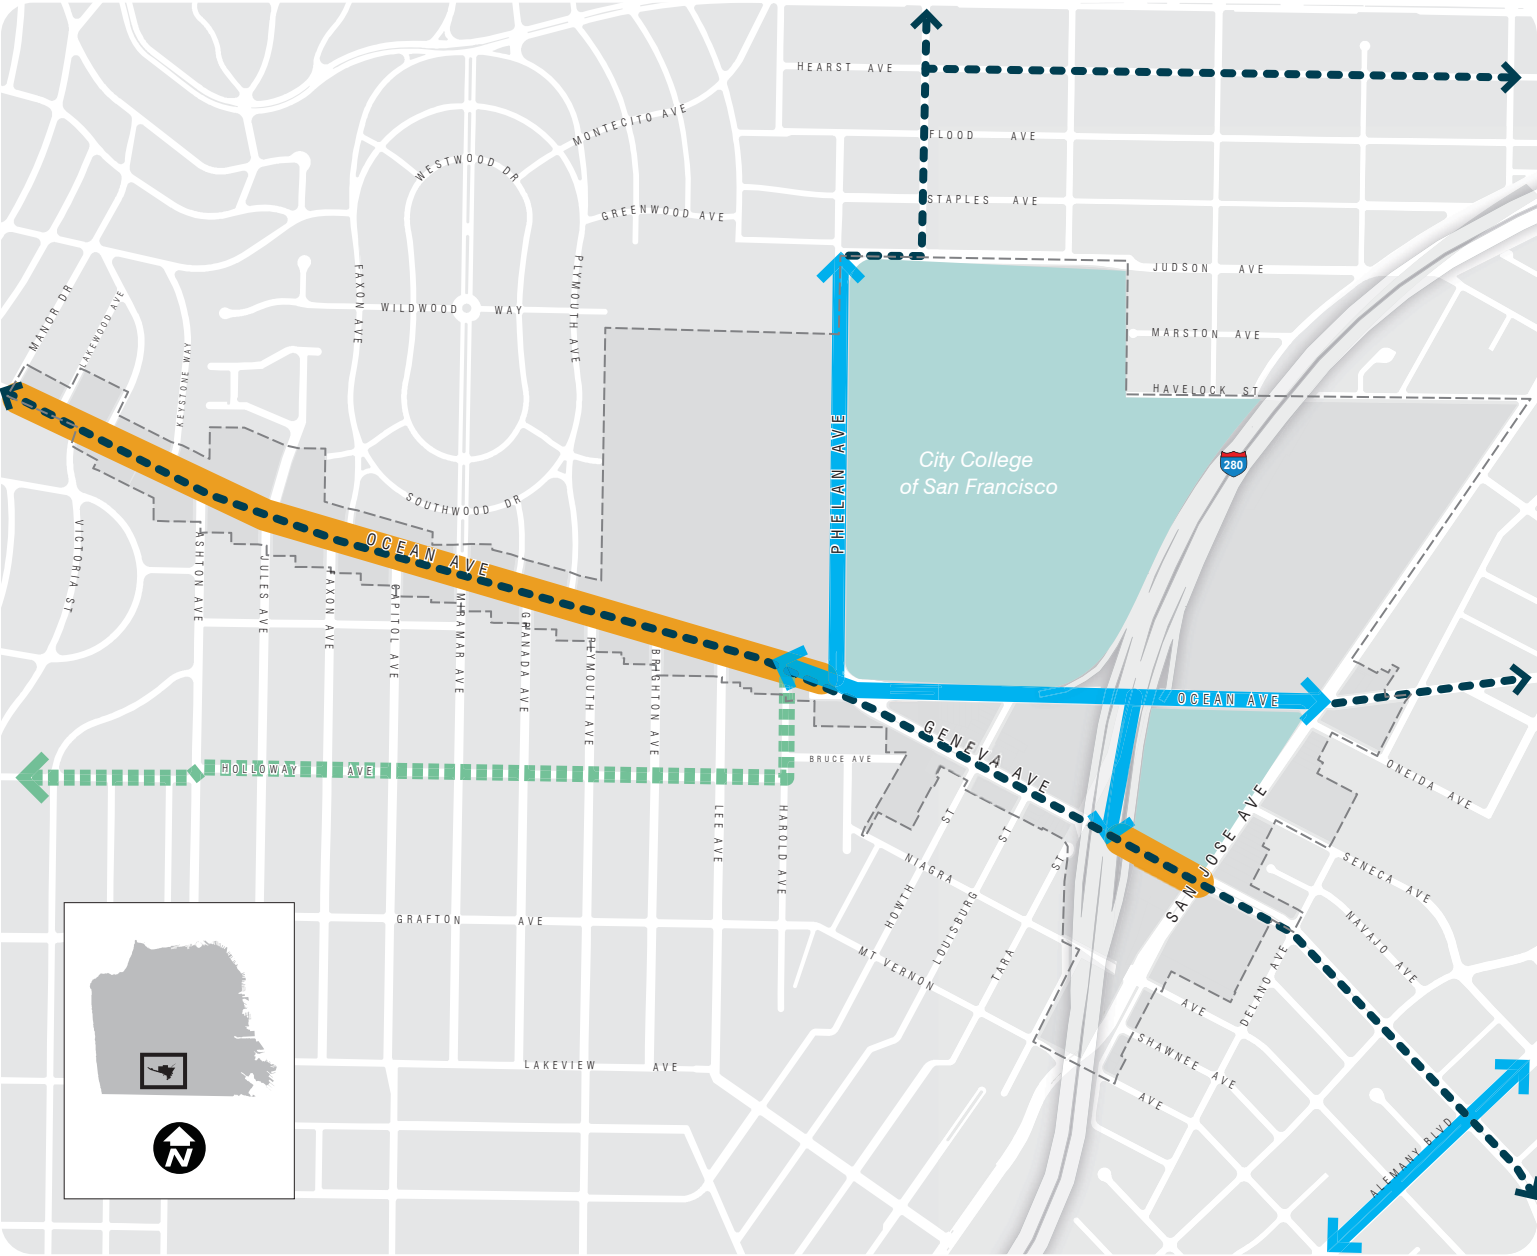 HEARST AVE
FLOOD AVE
MONTECITO AVE
WESTWOOD DR
STAPLES AVE
GREENWOOD AVE
JUDSON AVE
MANOR DR
LAKEWOOD AVE
FAXON AVE
PLYMOUTH AVE
WILDWOOD WAY
MARSTON AVE
KEYSTONE WAY
HAVELOCK ST
PHELAN AVE
City College
of San Francisco
280
SOUTHWOOD DR
OCEAN AVE
VICTORIA ST
ASHTON AVE
JULES AVE
FAXON AVE
CAPITOL AVE
MIRAMAR AVE
GRANADA AVE
PLYMOUTH AVE
BRIGHTON AVE
OCEAN AVE
GENEVA AVE
BRUCE AVE
HOLLOWAY AVE
ONEIDA AVE
LEE AVE
HAROLD AVE
ST
ST
ST
SAN JOSE AVE
NIAGRA
SENECA AVE
HOWTH
LOUISBURG
TARA
GRAFTON AVE
NAVAJO AVE
MT VERNON
DELANO AVE
AVE
SHAWNEE AVE
LAKEVIEW AVE
AVE
ALEMANY BLVD
N